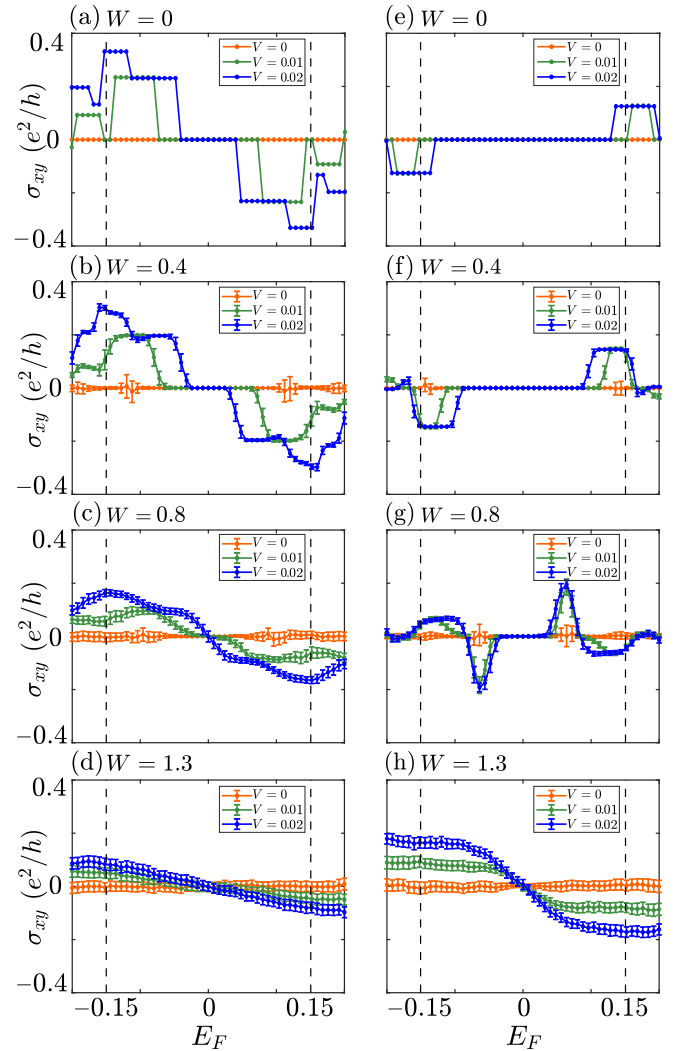 (a) W = 0
(e) W = 0
0.4
0
−0.4
σxy (e²/h)
V = 0
V = 0.01
V = 0.02
V = 0
V = 0.01
V = 0.02
(b) W = 0.4
(f) W = 0.4
0.4
0
−0.4
σxy (e²/h)
V = 0
V = 0.01
V = 0.02
V = 0
V = 0.01
V = 0.02
(c) W = 0.8
(g) W = 0.8
0.4
0
−0.4
σxy (e²/h)
V = 0
V = 0.01
V = 0.02
V = 0
V = 0.01
V = 0.02
(d) W = 1.3
(h) W = 1.3
0.4
0
−0.4
σxy (e²/h)
V = 0
V = 0.01
V = 0.02
V = 0
V = 0.01
V = 0.02
−0.15 0 0.15
−0.15 0 0.15
EF
EF